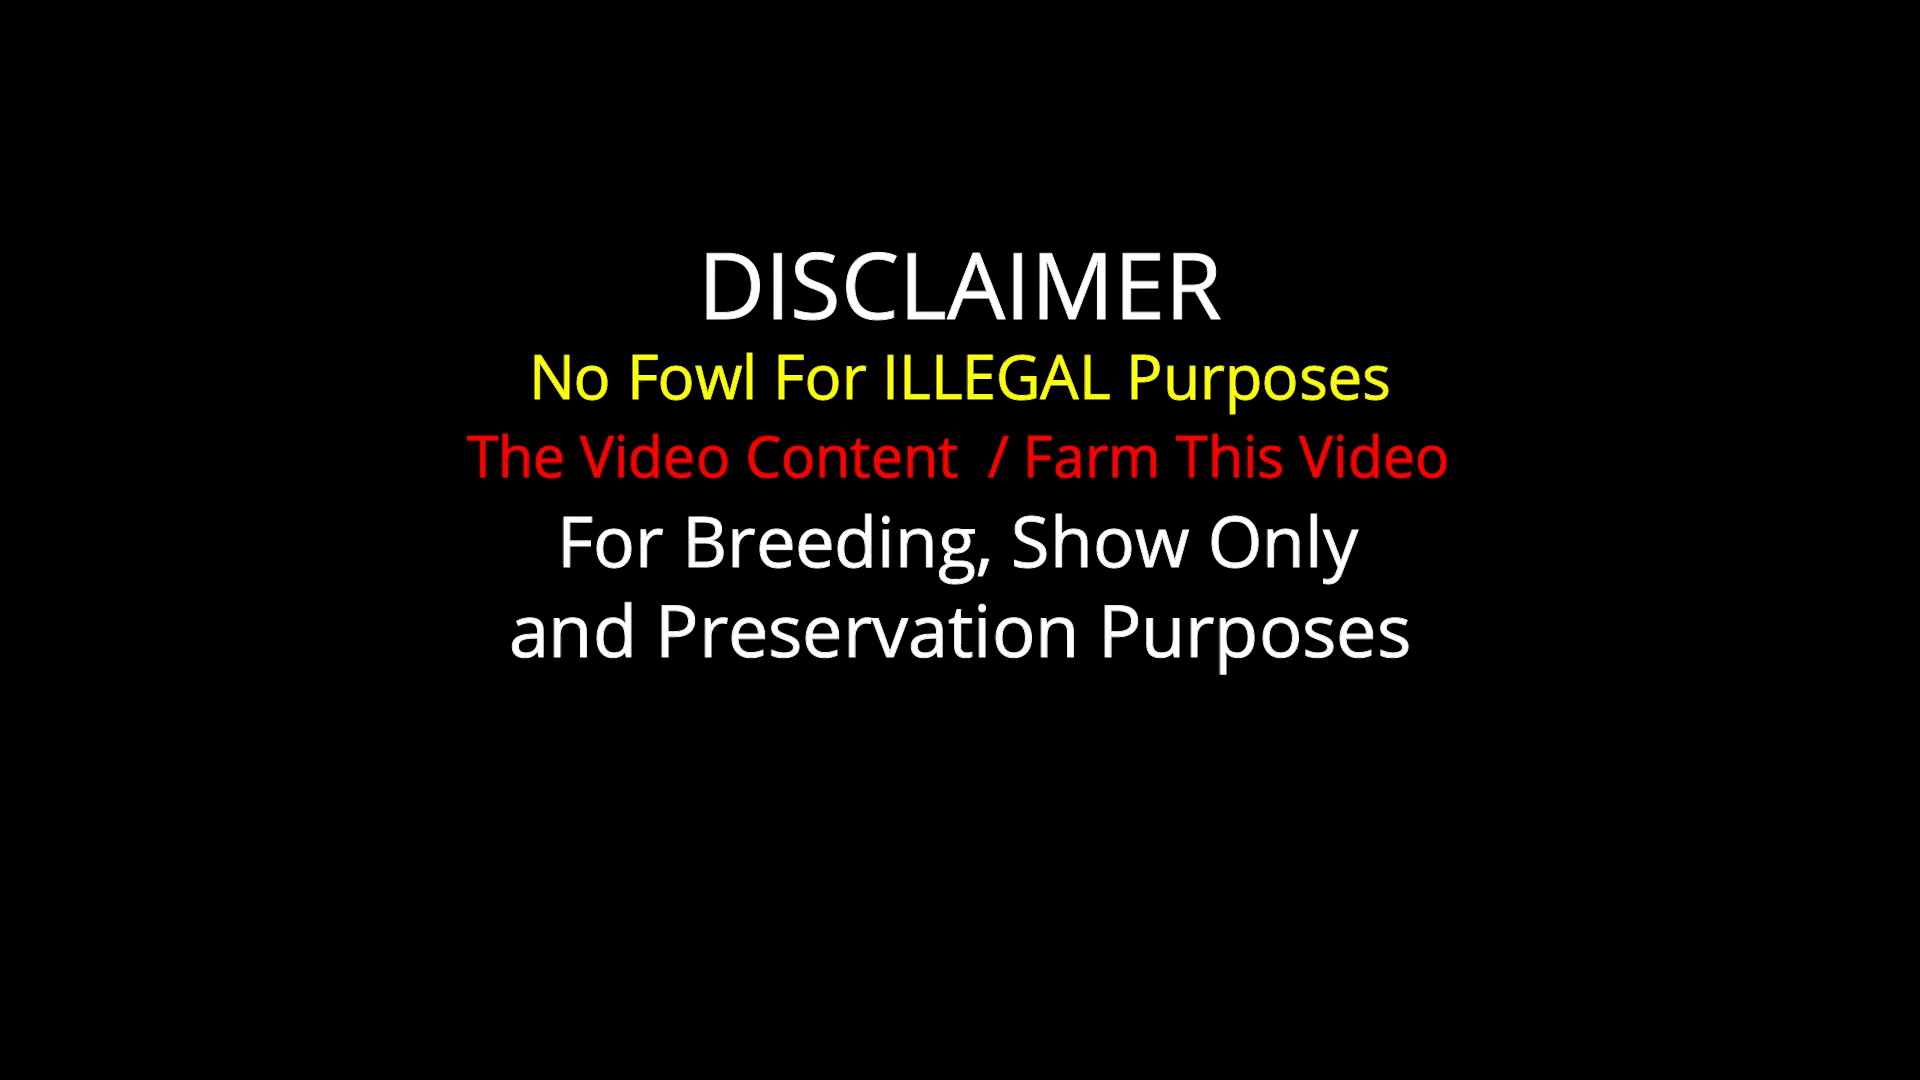 DISCLAIMER
No Fowl For ILLEGAL Purposes
The Video Content  / Farm This Video
For Breeding, Show Only
and Preservation Purposes